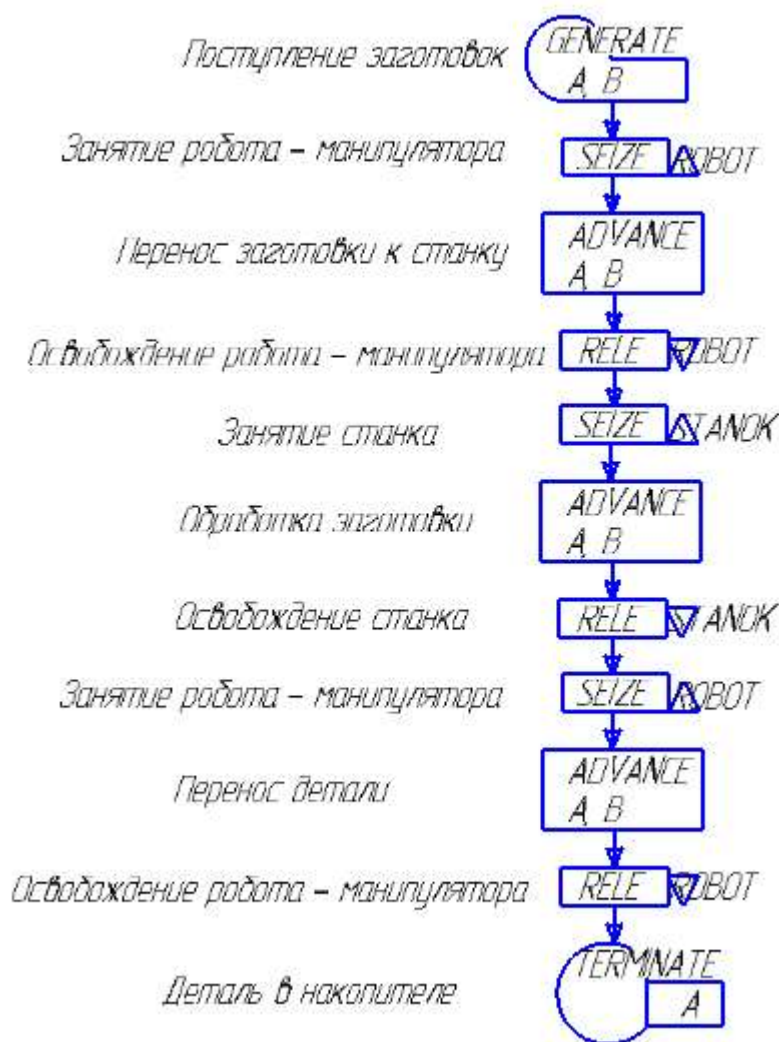 Поступление заготовок GENERATE
A, B
Занятие робота – манипулятора SEIZE ROBOT
Перенос заготовки к станку ADVANCE
A, B
Освобождение робота – манипулятора RELE ROBOT
Занятие станка SEIZE STANOK
Обработка заготовки ADVANCE
A, B
Освобождение станка RELE STANOK
Занятие робота – манипулятора SEIZE ROBOT
Перенос детали ADVANCE
A, B
Освобождение робота – манипулятора RELE ROBOT
Деталь в накопителе TERMINATE
A